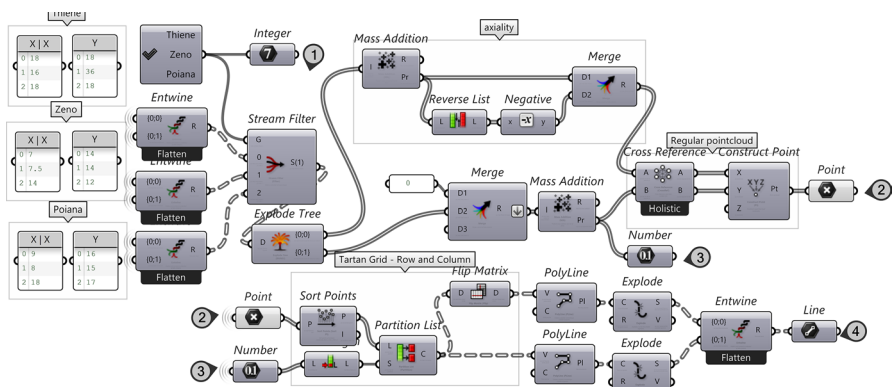 Thiene
X | X
Y
0 18
1 16
2 18
0 18
1 36
2 18
Zeno
X | X
Y
0 7
1 7.5
2 14
0 14
1 14
2 12
Poiana
X | X
Y
0 9
1 8
2 18
0 16
1 15
2 17
Thiene
Zeno
Poiana
Integer
7
1
Entwine
{0;0}
{0;1}
R
Flatten
Entwine
{0;0}
{0;1}
R
Flatten
{0;0}
{0;1}
R
Flatten
Stream Filter
G
0
1
2
S(1)
Explode Tree
D
{0;0}
{0;1}
axiality
Mass Addition
I
R
Pr
Reverse List
L
L
Negative
x
-x
y
Merge
D1
D2
R
0
Merge
D1
D2
D3
R
Mass Addition
I
R
Pr
Regular pointcloud
Cross Reference
A
B
A
B
Holistic
Construct Point
X
Y
Z
XYZ
Pt
Point
2
Number
0.1
3
Tartan Grid - Row and Column
2
Point
Sort Points
P
P
I
3
Number
0.1
L
L
Partition List
L
S
C
Flip Matrix
D
D
PolyLine
V
C
Pl
Explode
C
R
S
V
PolyLine
V
C
Pl
Explode
C
R
S
V
Entwine
{0;0}
{0;1}
R
Flatten
Line
4